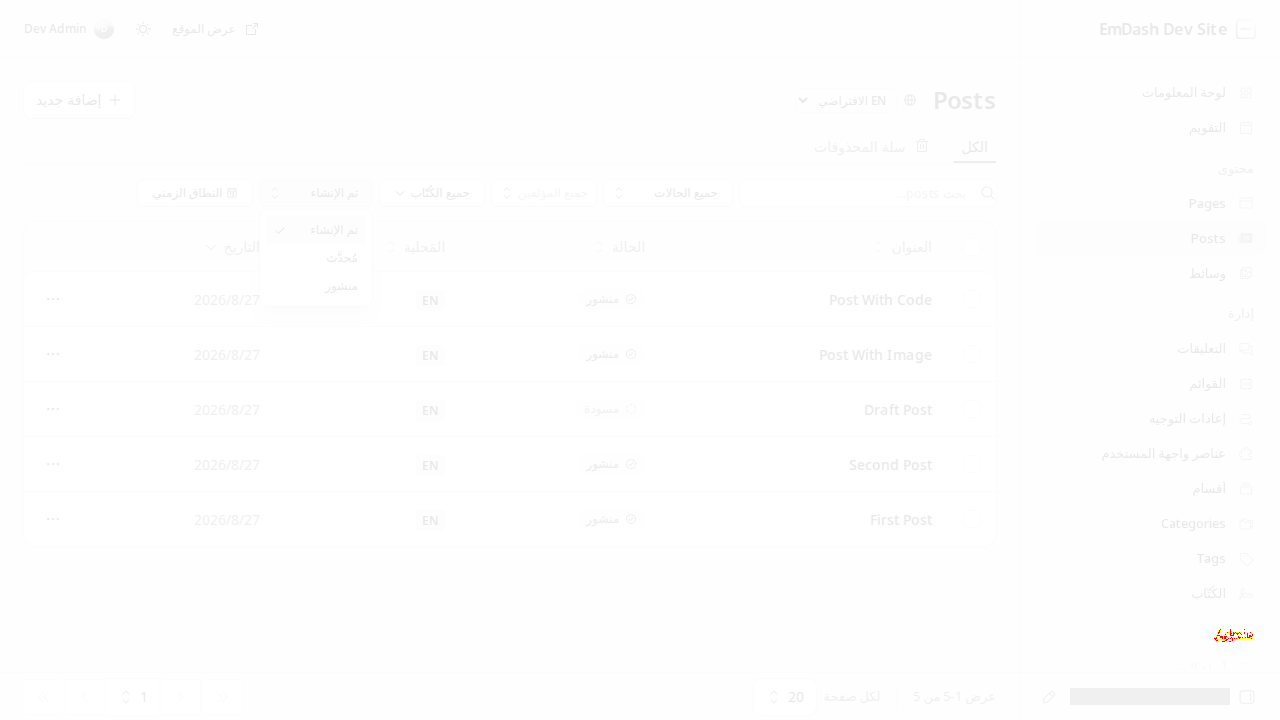 EmDash Dev Site
عرض الموقع
Dev Admin
لوحة المعلومات
التقويم
محتوى
Pages
Posts
وسائط
إدارة
التعليقات
القوائم
إعادات التوجيه
عناصر واجهة المستخدم
أقسام
Categories
Tags
الكُتّاب
Posts
EN الافتراضي
إضافة جديد
الكل
سلة المحذوفات
بحث posts...
جميع الحالات
جميع المؤلفين
جميع الكُتّاب
تم الإنشاء
النطاق الزمني
تم الإنشاء
مُحدَّث
منشور
العنوان
الحالة
المَحلية
التاريخ
Post With Code
منشور
EN
2026/8/27
Post With Image
منشور
EN
2026/8/27
Draft Post
مسودة
EN
2026/8/27
Second Post
منشور
EN
2026/8/27
First Post
منشور
EN
2026/8/27
عرض 1-5 من 5
لكل صفحة
20
1